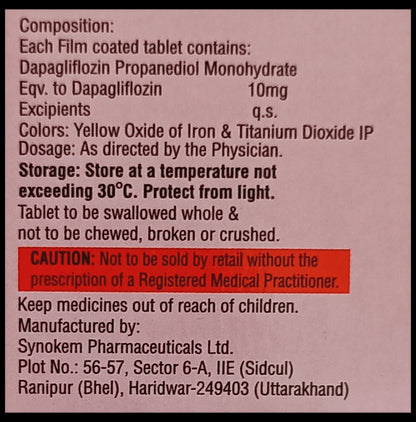 Composition:
Each Film coated tablet contains:
Dapagliflozin Propanediol Monohydrate
Eqv. to Dapagliflozin 10mg
Excipients q.s.
Colors: Yellow Oxide of Iron & Titanium Dioxide IP
Dosage: As directed by the Physician.
Storage: Store at a temperature not
exceeding 30°C. Protect from light.
Tablet to be swallowed whole &
not to be chewed, broken or crushed.
CAUTION: Not to be sold by retail without the
prescription of a Registered Medical Practitioner.
Keep medicines out of reach of children.
Manufactured by:
Synokem Pharmaceuticals Ltd.
Plot No.: 56-57, Sector 6-A, IIE (Sidcul)
Ranipur (Bhel), Haridwar-249403 (Uttarakhand)